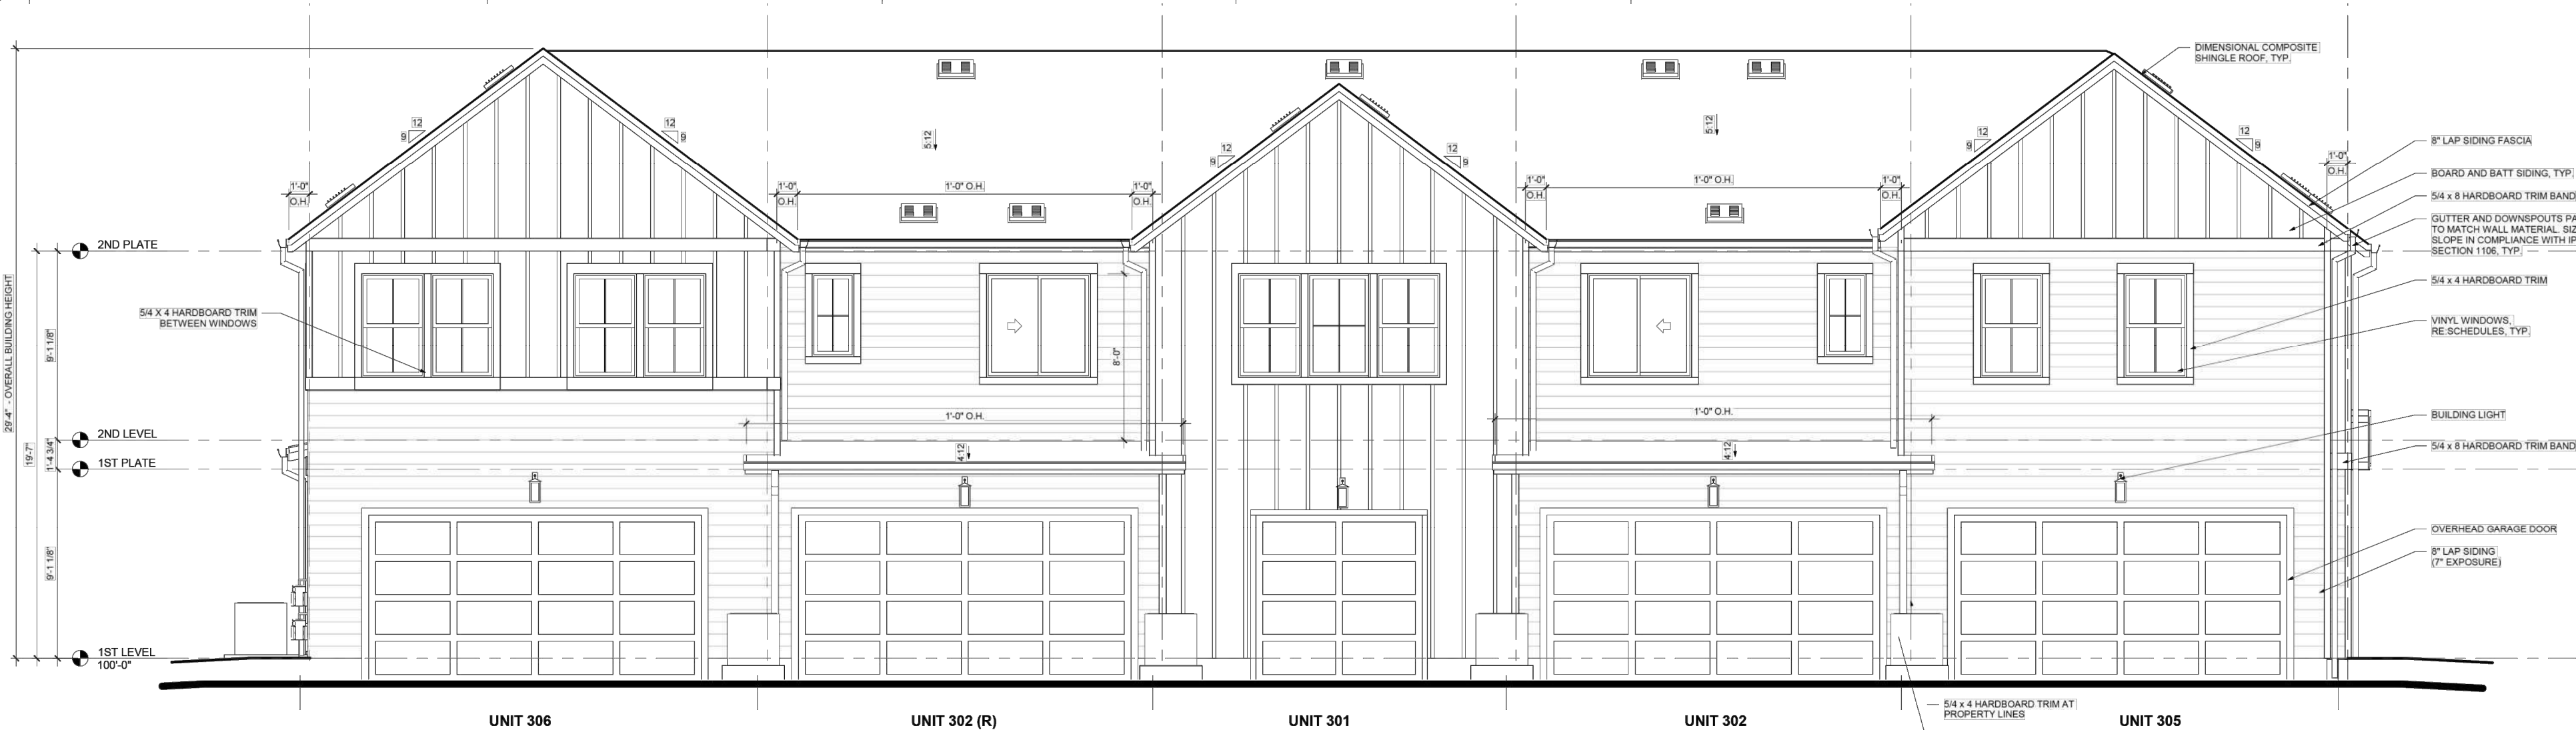 DIMENSIONAL COMPOSITE
SHINGLE ROOF, TYP.
12
9
12
9
5:12
12
9
12
9
5:12
12
9
12
9
8" LAP SIDING FASCIA
BOARD AND BATT SIDING, TYP.
5/4 x 8 HARDBOARD TRIM BAND
GUTTER AND DOWNSPOUTS PA
TO MATCH WALL MATERIAL. SIZ
SLOPE IN COMPLIANCE WITH IP
SECTION 1106, TYP.
1'-0"
O.H.
1'-0"
O.H.
1'-0" O.H.
1'-0"
O.H.
1'-0"
O.H.
1'-0" O.H.
1'-0"
O.H.
1'-0"
O.H.
2ND PLATE
29'-4" - OVERALL BUILDING HEIGHT
19'-7"
9'-1 1/8"
1'-4 3/4"
9'-1 1/8"
5/4 X 4 HARDBOARD TRIM
BETWEEN WINDOWS
8'-0"
5/4 x 4 HARDBOARD TRIM
VINYL WINDOWS,
RE:SCHEDULES, TYP.
1'-0" O.H.
1'-0" O.H.
BUILDING LIGHT
2ND LEVEL
4:12
4:12
5/4 x 8 HARDBOARD TRIM BAND
1ST PLATE
OVERHEAD GARAGE DOOR
8" LAP SIDING
(7" EXPOSURE)
1ST LEVEL
100'-0"
5/4 x 4 HARDBOARD TRIM AT
PROPERTY LINES
UNIT 306
UNIT 302 (R)
UNIT 301
UNIT 302
UNIT 305